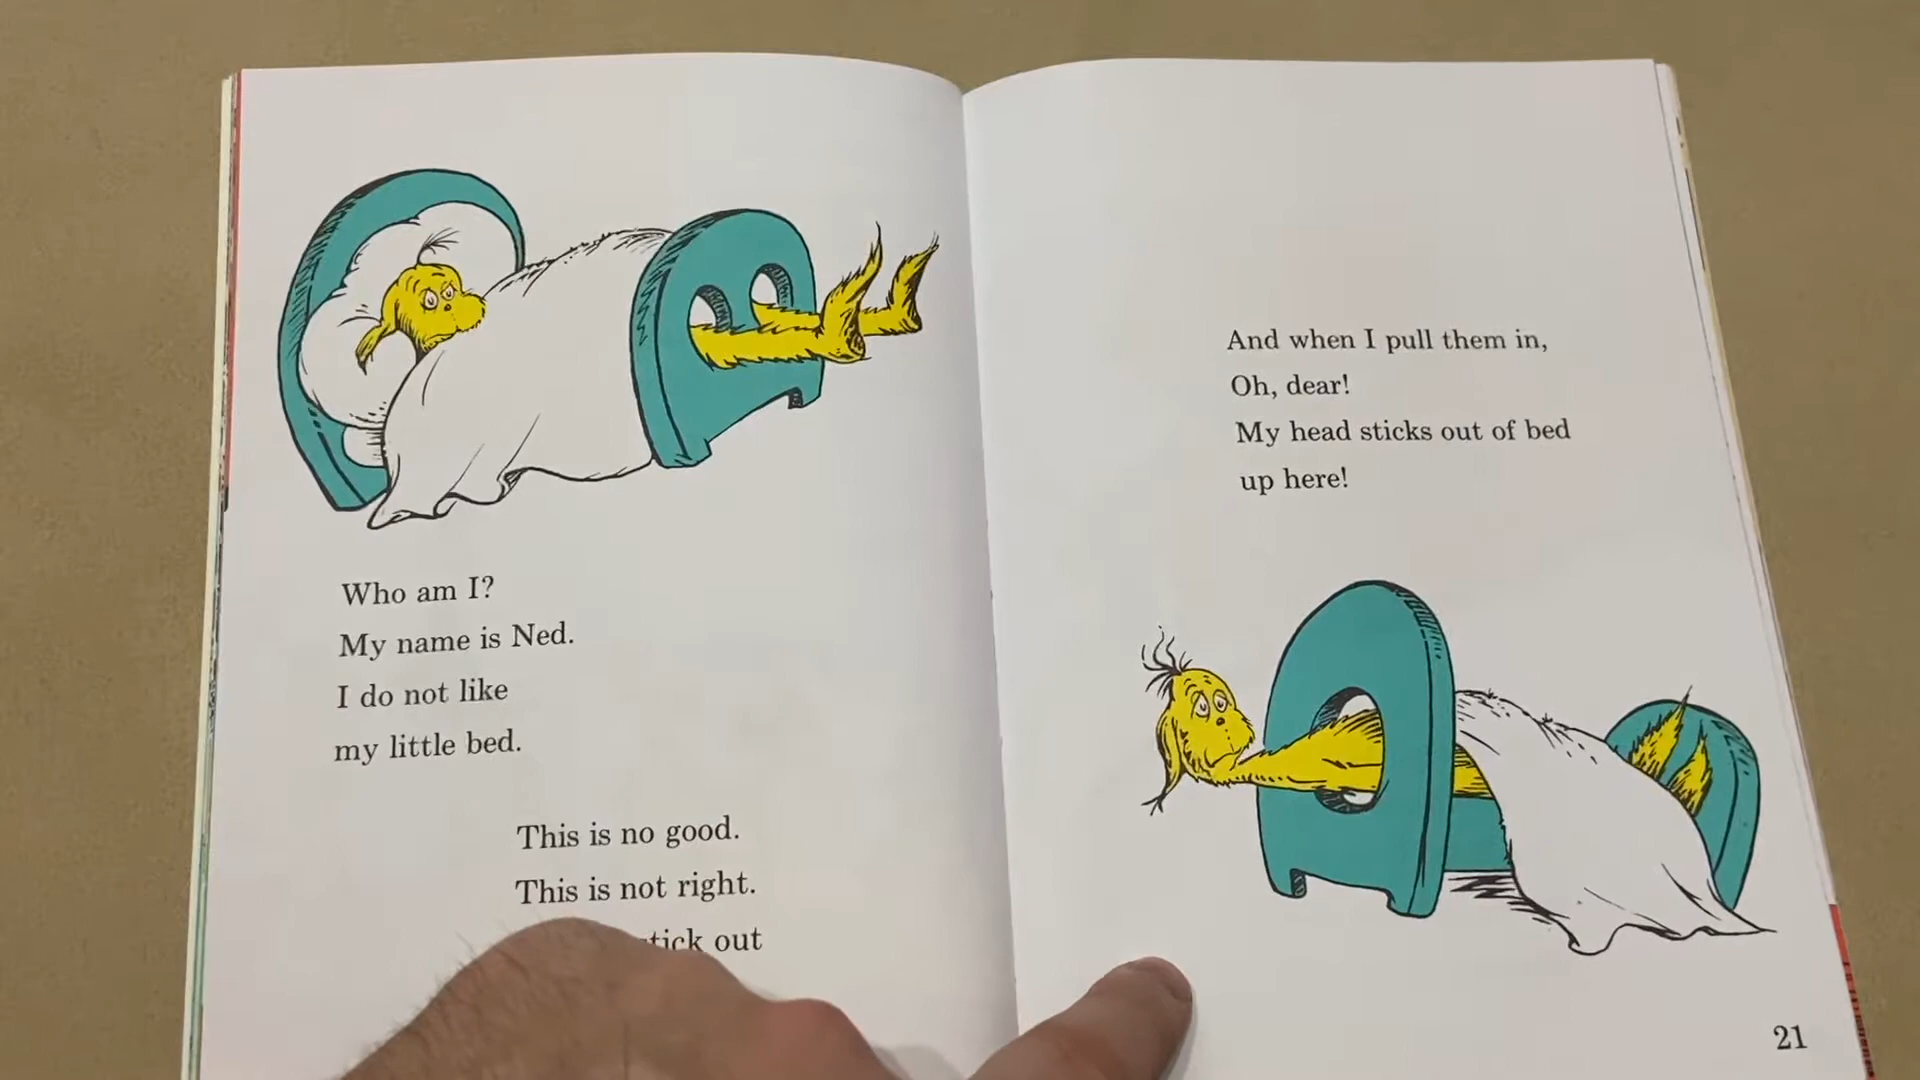 Who am I?
My name is Ned.
I do not like
my little bed.
This is no good.
This is not right.
out
And when I pull them in,
Oh, dear!
My head sticks out of bed
up here!
21